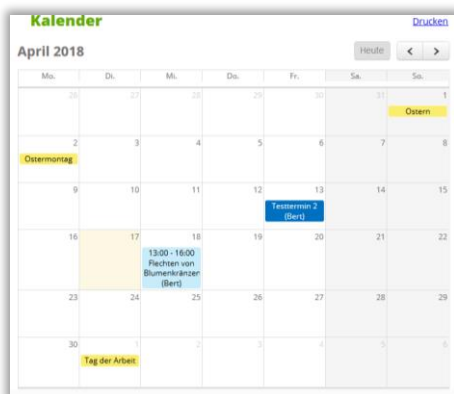 Kalender
Drucken
April 2018
Heute
Mo. Di. Mi. Do. Fr. Sa. So.
26 27 28 29 30 31 1
Ostern
2 3 4 5 6 7 8
Ostermontag
9 10 11 12 13 14 15
Testtermin 2
(Bert)
16 17 18 19 20 21 22
13:00 - 16:00
Flechten von
Blumenkränzen
(Bert)
23 24 25 26 27 28 29
30 1 2 3 4 5 6
Tag der Arbeit